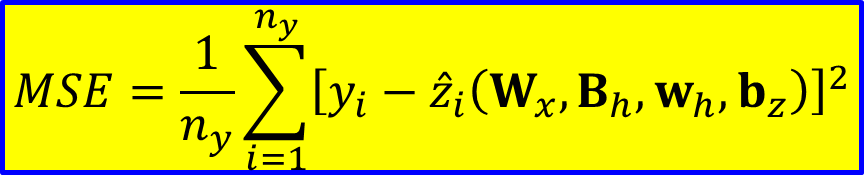 MSE = \frac{1}{n_y} \sum_{i=1}^{n_y} [y_i - \hat{z}_i(\mathbf{W}_x, \mathbf{B}_h, \mathbf{w}_h, \mathbf{b}_z)]^2